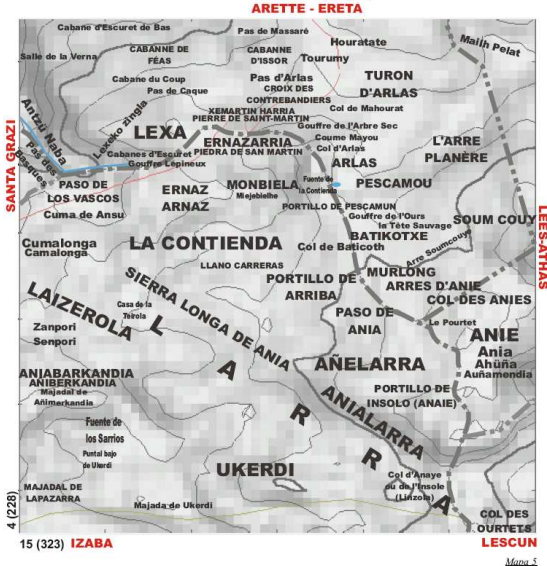 ARETTE - ERETA
Cabane d'Escuret de Bas
Pas de Massaré
Houratate
Mailh Pelat
Salle de la Verna
CABANNE DE
FÉAS
CABANNE
D'ISSOR
Tourumy
Cabane du Coup
Pas d'Arlas
TURON
D'ARLAS
Pas de Caque
CROIX DES
CONTREBANDIERS
Col de Mahourat
XEMARTIN HARRIA
PIERRE DE SAINT-MARTIN
Antzu Naba
Lexeko zingla
LEXA
Gouffre de l'Arbre Sec
Coume Mayou
Col d'Arlas
ERNAZARRIA
PIEDRA DE SAN MARTIN
L'ARRE
PLANÈRE
SANTA GRAZI
Pas des
Basques
Cabanes d'Escuret
Gouffre Lépineux
ARLAS
PASO DE
LOS VASCOS
ERNAZ
ARNAZ
MONBIELA
Miejebielhe
Fuente de
la Contienda
PESCAMOU
PORTILLO DE PESCAMUN
Cuma de Ansu
Gouffre de l'Ours
la Tête Sauvage
SOUM COUY
LEES-ATHAS
BATIKOTXE
Cumalonga
Camalonga
LA CONTIENDA
Col de Baticoth
Arre Soumcouye
LLANO CARRERAS
PORTILLO DE
ARRIBA
MURLONG
ARRES D'ANIE
COL DES ANIES
SIERRA LONGA DE ANIA
LAIZEROLA
Casa de la
Teirola
PASO DE
ANIA
Le Pourtet
Zanpori
Senpori
ANIE
Ania
Ahüña
Auñamendia
LARRA
AÑELARRA
ANIABARKANDIA
AÑIBERKANDIA
Majadal de
Añimerkandia
PORTILLO DE
INSOLO (ANAIE)
ANIALARRA
Fuente de
los Sarrios
Puntal bajo
de Ukerdi
UKERDI
Col d'Anaye
ou de l'Insole
(Linzola)
MAJADAL DE
LAPAZARRA
Majada de Ukerdi
COL DES
OURTETS
4 (228)
15 (323) IZABA
LESCUN
Mapa 5